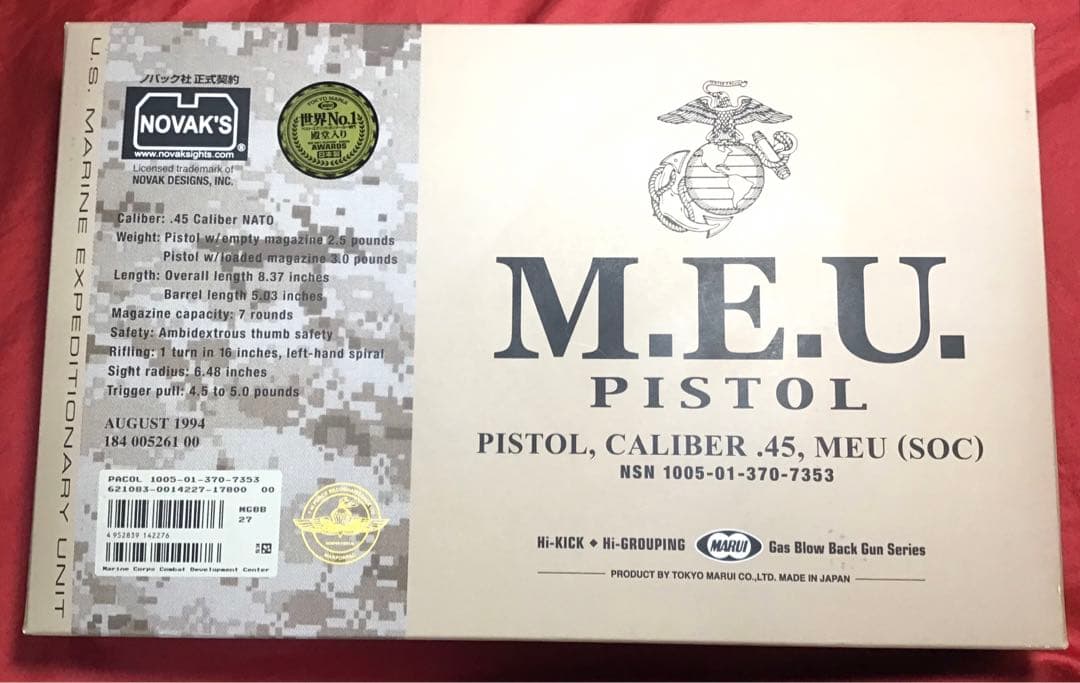 U.S. MARINE EXPEDITIONARY UNIT
ノバック社 正式契約
NOVAK'S
®
www.novaksights.com
Licensed trademark of
NOVAK DESIGNS, INC.
TOKYO MARUI
世界No.1
殿堂入り
AWARDS
日本製
Caliber: .45 Caliber NATO
Weight: Pistol w/empty magazine 2.5 pounds
Pistol w/loaded magazine 3.0 pounds
Length: Overall length 8.37 inches
Barrel length 5.03 inches
Magazine capacity: 7 rounds
Safety: Ambidextrous thumb safety
Rifling: 1 turn in 16 inches, left-hand spiral
Sight radius: 6.48 inches
Trigger pull: 4.5 to 5.0 pounds
AUGUST 1994
184 005261 00
PACOL 1005-01-370-7353
621083-0014227-17800 00
MGBB
27
4 952839 142276
Marine Corps Combat Development Center
M.E.U.
PISTOL
PISTOL, CALIBER .45, MEU (SOC)
NSN 1005-01-370-7353
Hi-KICK ◆ Hi-GROUPING MARUI Gas Blow Back Gun Series
PRODUCT BY TOKYO MARUI CO.,LTD. MADE IN JAPAN